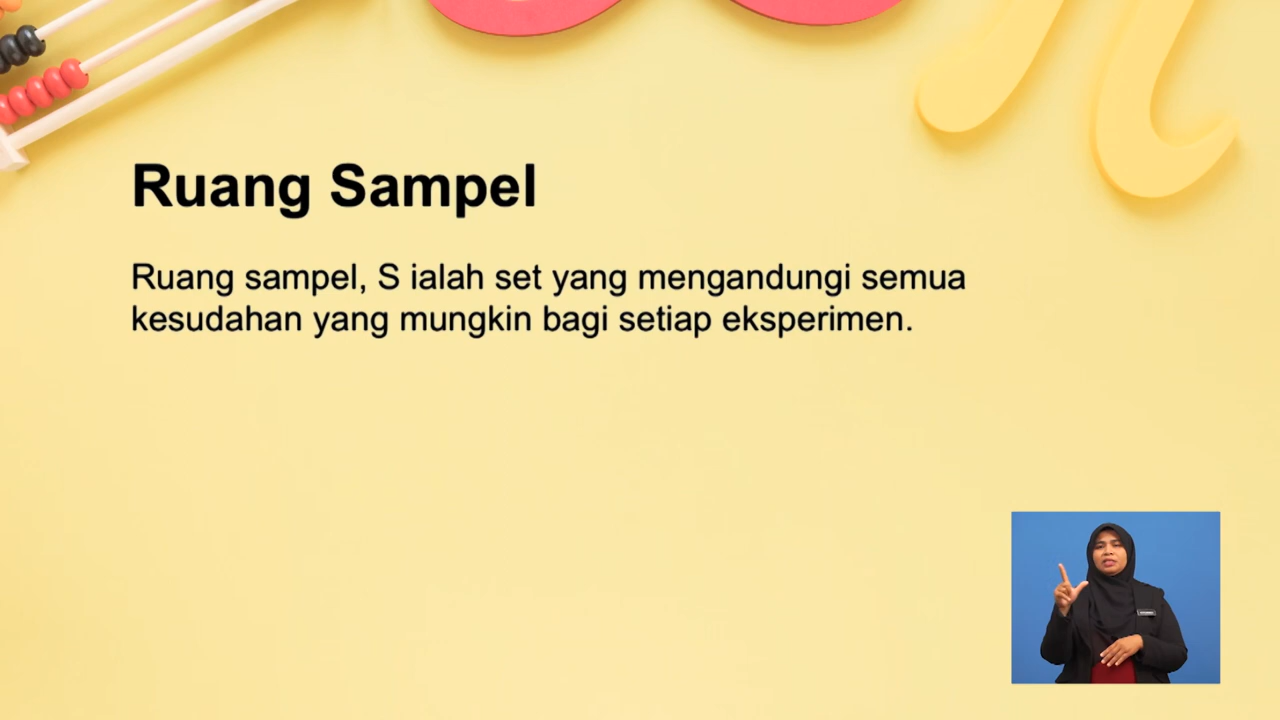 Ruang Sampel
Ruang sampel, S ialah set yang mengandungi semua
kesudahan yang mungkin bagi setiap eksperimen.